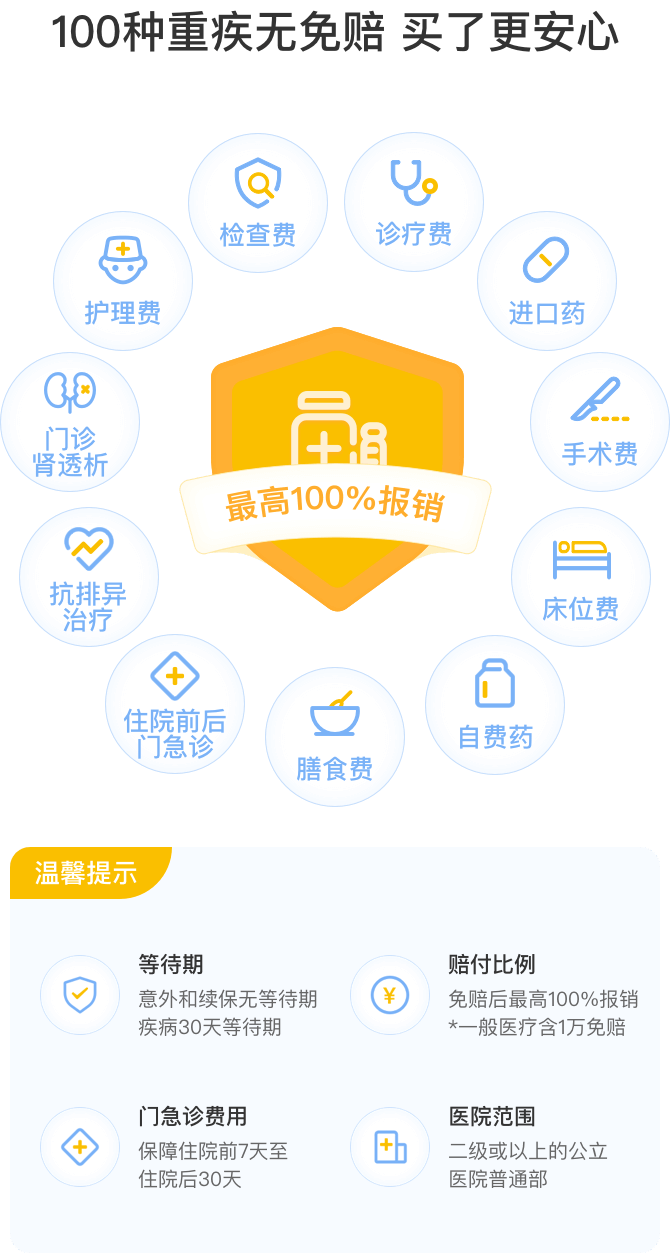 100种重疾无免赔 买了更安心
检查费
诊疗费
护理费
进口药
门诊
肾透析
手术费
最高100%报销
抗排异
治疗
床位费
住院前后
门急诊
自费药
膳食费
温馨提示
等待期
意外和续保无等待期
疾病30天等待期
赔付比例
免赔后最高100%报销
*一般医疗含1万免赔
门急诊费用
保障住院前7天至
住院后30天
医院范围
二级或以上的公立
医院普通部